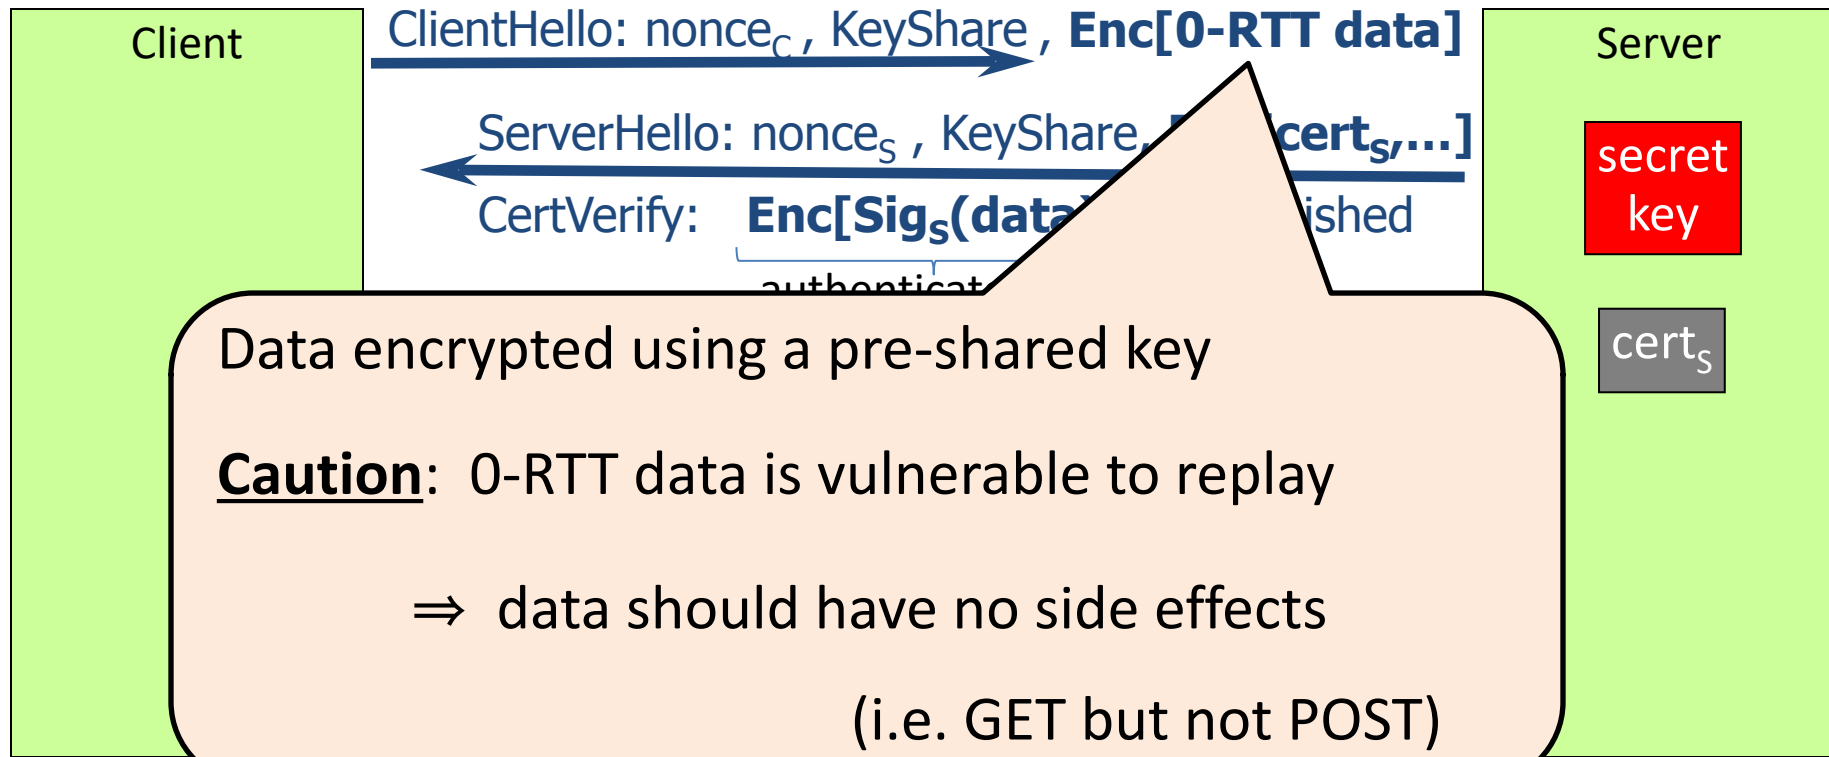 Client
ClientHello: nonceC , KeyShare , Enc[0-RTT data]
Server
ServerHello: nonceS , KeyShare, certS,...]
secret
key
CertVerify: Enc[SigS(data)
certS
Data encrypted using a pre-shared key
Caution: 0-RTT data is vulnerable to replay
⇒ data should have no side effects
(i.e. GET but not POST)